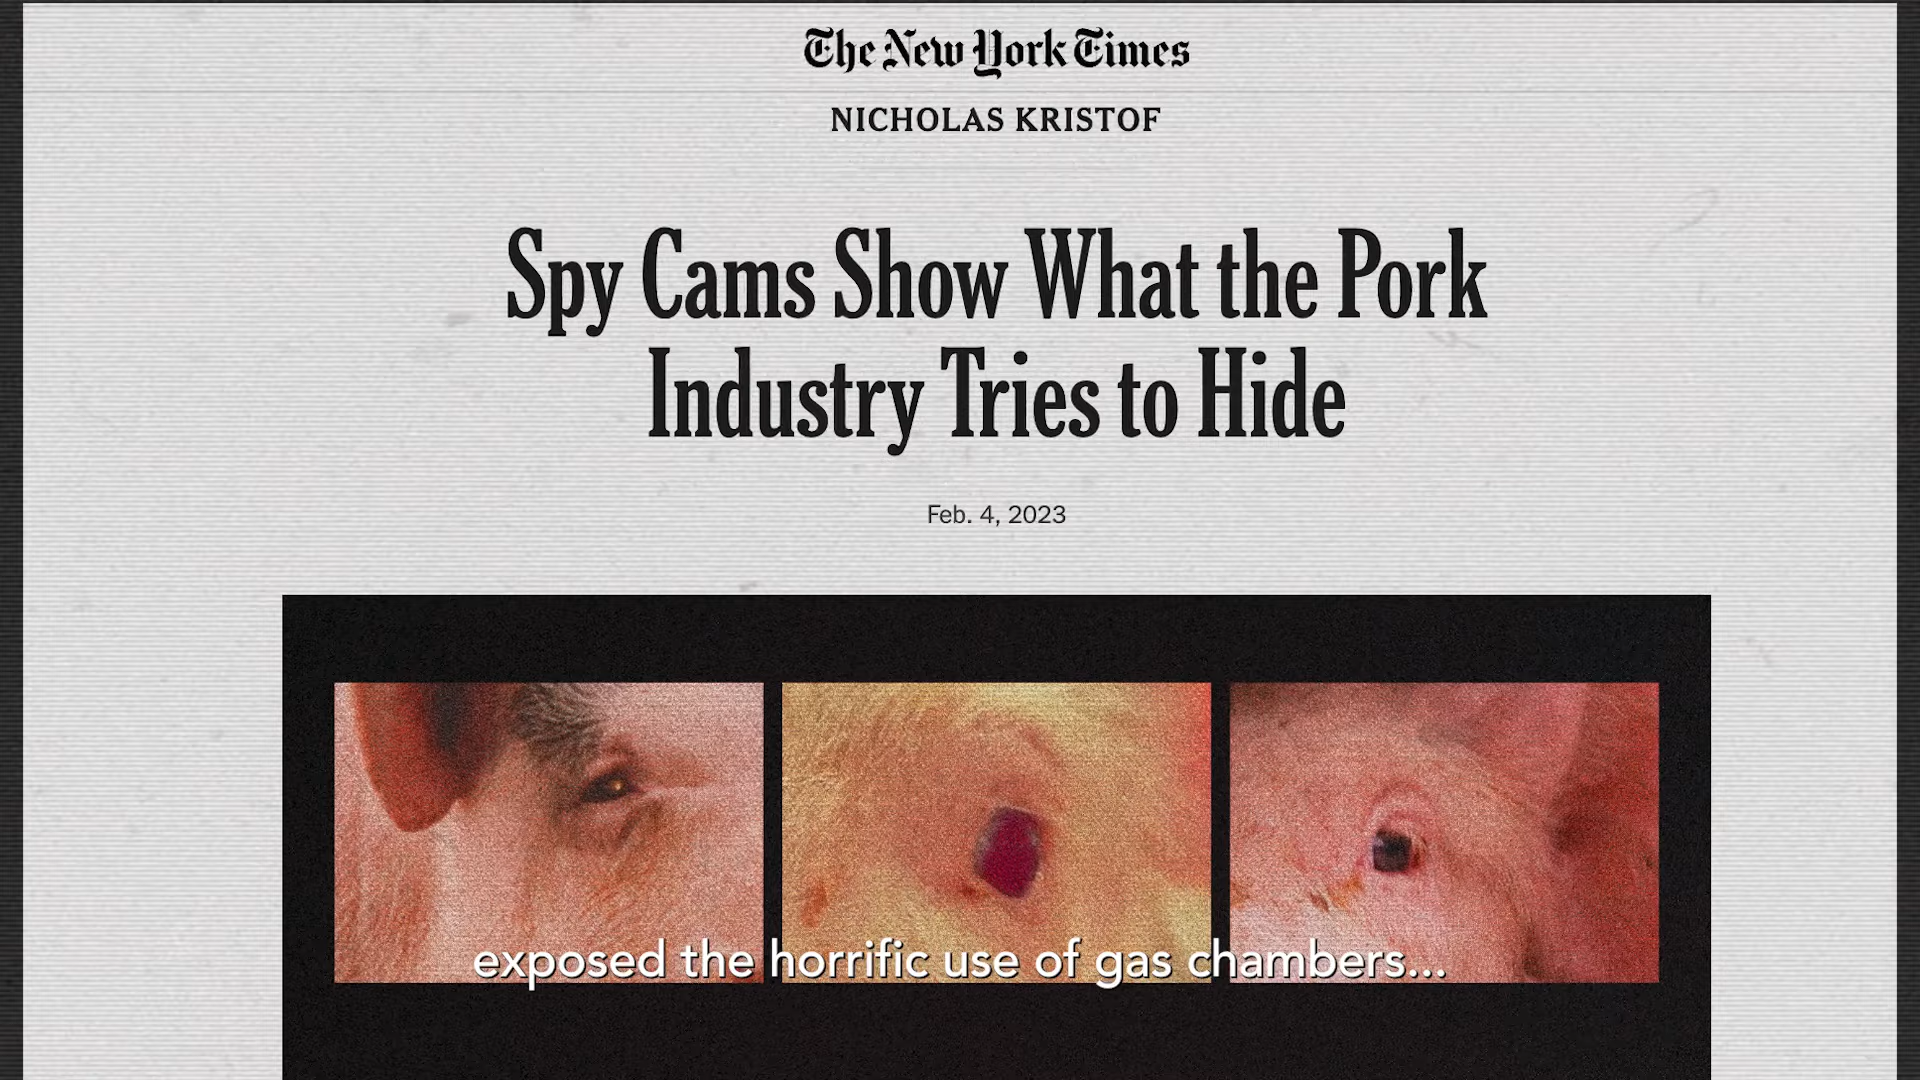 The New York Times
NICHOLAS KRISTOF
Spy Cams Show What the Pork
Industry Tries to Hide
Feb. 4, 2023
exposed the horrific use of gas chambers...